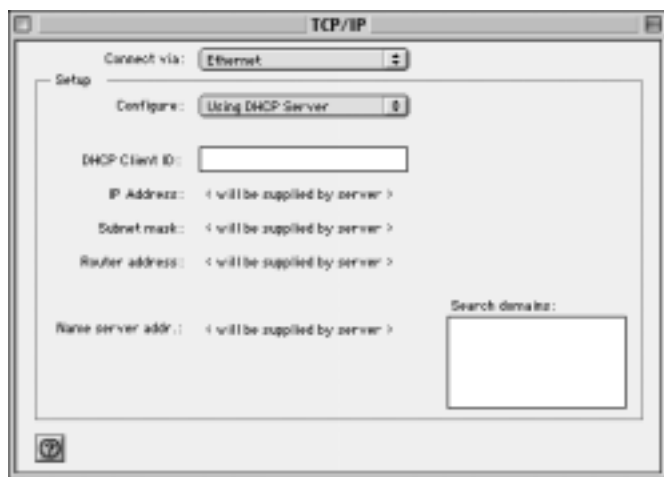 TCP/IP
Connect via: Ethernet
Setup
Configure: Using DHCP Server
DHCP Client ID:
IP Address: < will be supplied by server >
Subnet mask: < will be supplied by server >
Router address: < will be supplied by server >
Search domains:
Name server addr.: < will be supplied by server >
?